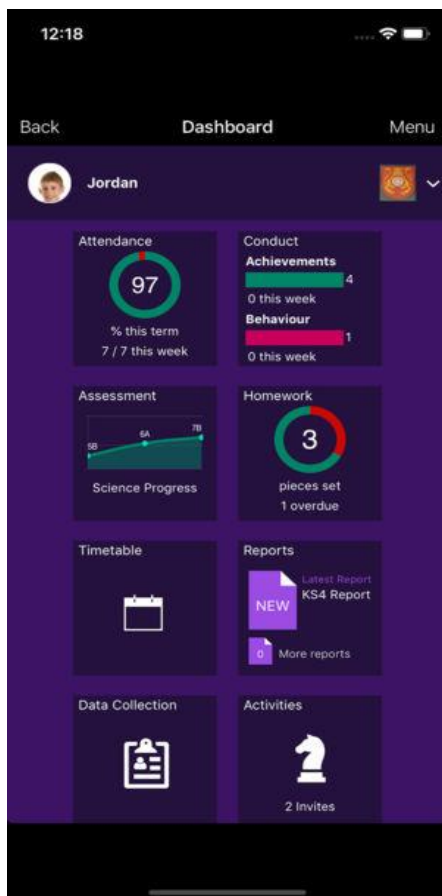 12:18
Back Dashboard Menu
Jordan
Attendance
97
% this term
7 / 7 this week
Conduct
Achievements
4
0 this week
Behaviour
1
0 this week
Assessment
5B 6A 7B
Science Progress
Homework
3
pieces set
1 overdue
Timetable
Reports
NEW
Latest Report
KS4 Report
0 More reports
Data Collection
Activities
2 Invites